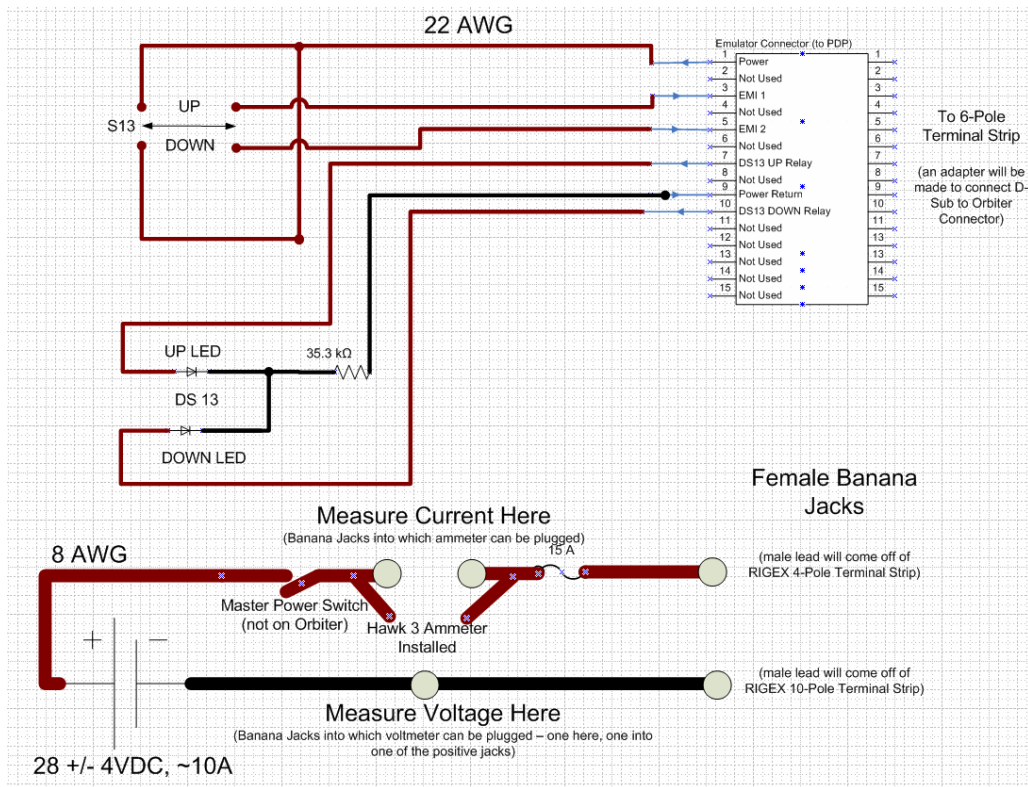 22 AWG
Emulator Connector (to PDP)
1 Power 1
2 Not Used 2
3 EMI 1 3
4 Not Used 4
5 EMI 2 5
6 Not Used 6
7 DS13 UP Relay 7
8 Not Used 8
9 Power Return 9
10 DS13 DOWN Relay 10
11 Not Used 11
12 Not Used 13
13 Not Used 13
14 Not Used 14
15 Not Used 15
UP
S13
DOWN
To 6-Pole
Terminal Strip
(an adapter will be
made to connect D-
Sub to Orbiter
Connector)
UP LED
35.3 kΩ
DS 13
DOWN LED
Female Banana
Jacks
Measure Current Here
(Banana Jacks into which ammeter can be plugged)
8 AWG
15 A
(male lead will come off of
RIGEX 4-Pole Terminal Strip)
Master Power Switch
(not on Orbiter)
Hawk 3 Ammeter
Installed
+ −
(male lead will come off of
RIGEX 10-Pole Terminal Strip)
Measure Voltage Here
(Banana Jacks into which voltmeter can be plugged – one here, one into
one of the positive jacks)
28 +/- 4VDC, ~10A